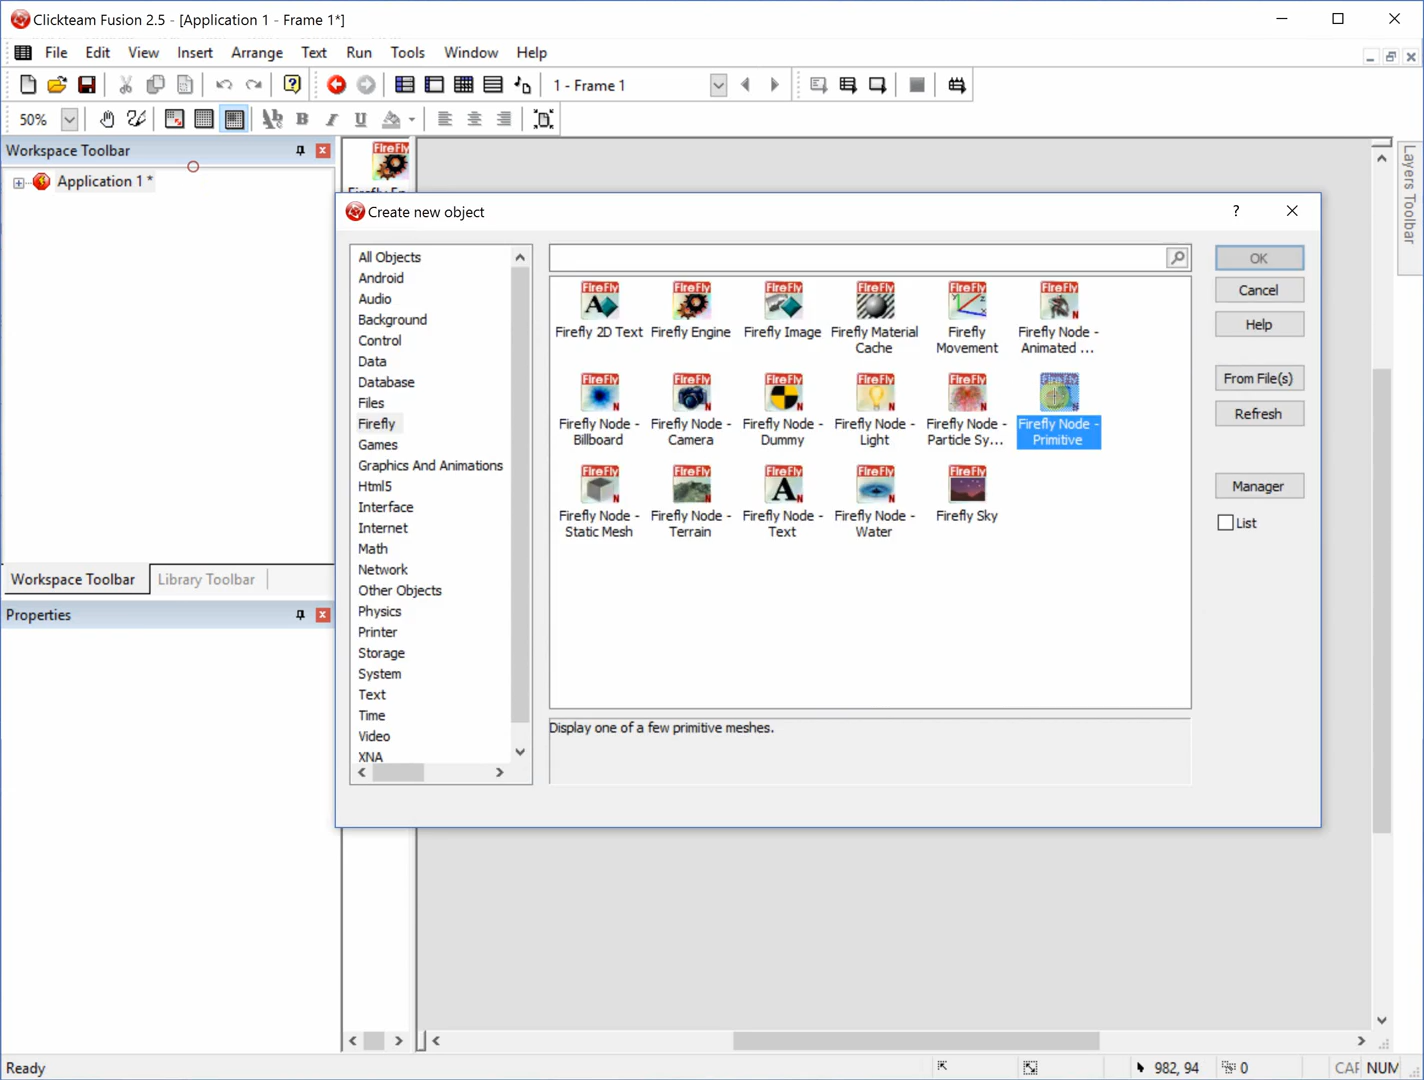 Clickteam Fusion 2.5 - [Application 1 - Frame 1*]
File Edit View Insert Arrange Text Run Tools Window Help
1 - Frame 1
50%
Workspace Toolbar
Application 1 *
Layers Toolbar
Create new object
All Objects
Android
Audio
Background
Control
Data
Database
Files
Firefly
Games
Graphics And Animations
Html5
Interface
Internet
Math
Network
Other Objects
Physics
Printer
Storage
System
Text
Time
Video
XNA
Firefly 2D Text
Firefly Engine
Firefly Image
Firefly Material
Cache
Firefly
Movement
Firefly Node -
Animated ...
Firefly Node -
Billboard
Firefly Node -
Camera
Firefly Node -
Dummy
Firefly Node -
Light
Firefly Node -
Particle Sy...
Firefly Node -
Primitive
Firefly Node -
Static Mesh
Firefly Node -
Terrain
Firefly Node -
Text
Firefly Node -
Water
Firefly Sky
Display one of a few primitive meshes.
OK
Cancel
Help
From File(s)
Refresh
Manager
List
Workspace Toolbar Library Toolbar
Properties
Ready
982, 94
0
NUM